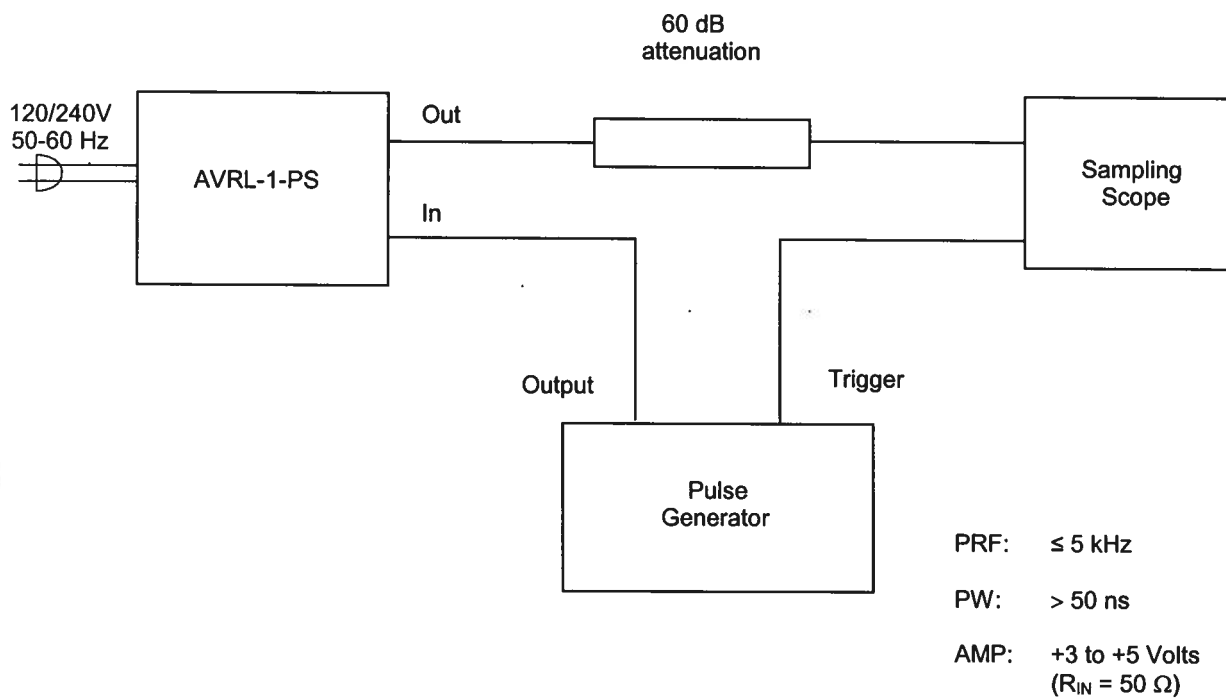 60 dB
attenuation
120/240V
50-60 Hz
Out
AVRL-1-PS
Sampling
Scope
In
Output
Trigger
Pulse
Generator
PRF: ≤ 5 kHz
PW: > 50 ns
AMP: +3 to +5 Volts
(RIN = 50 Ω)